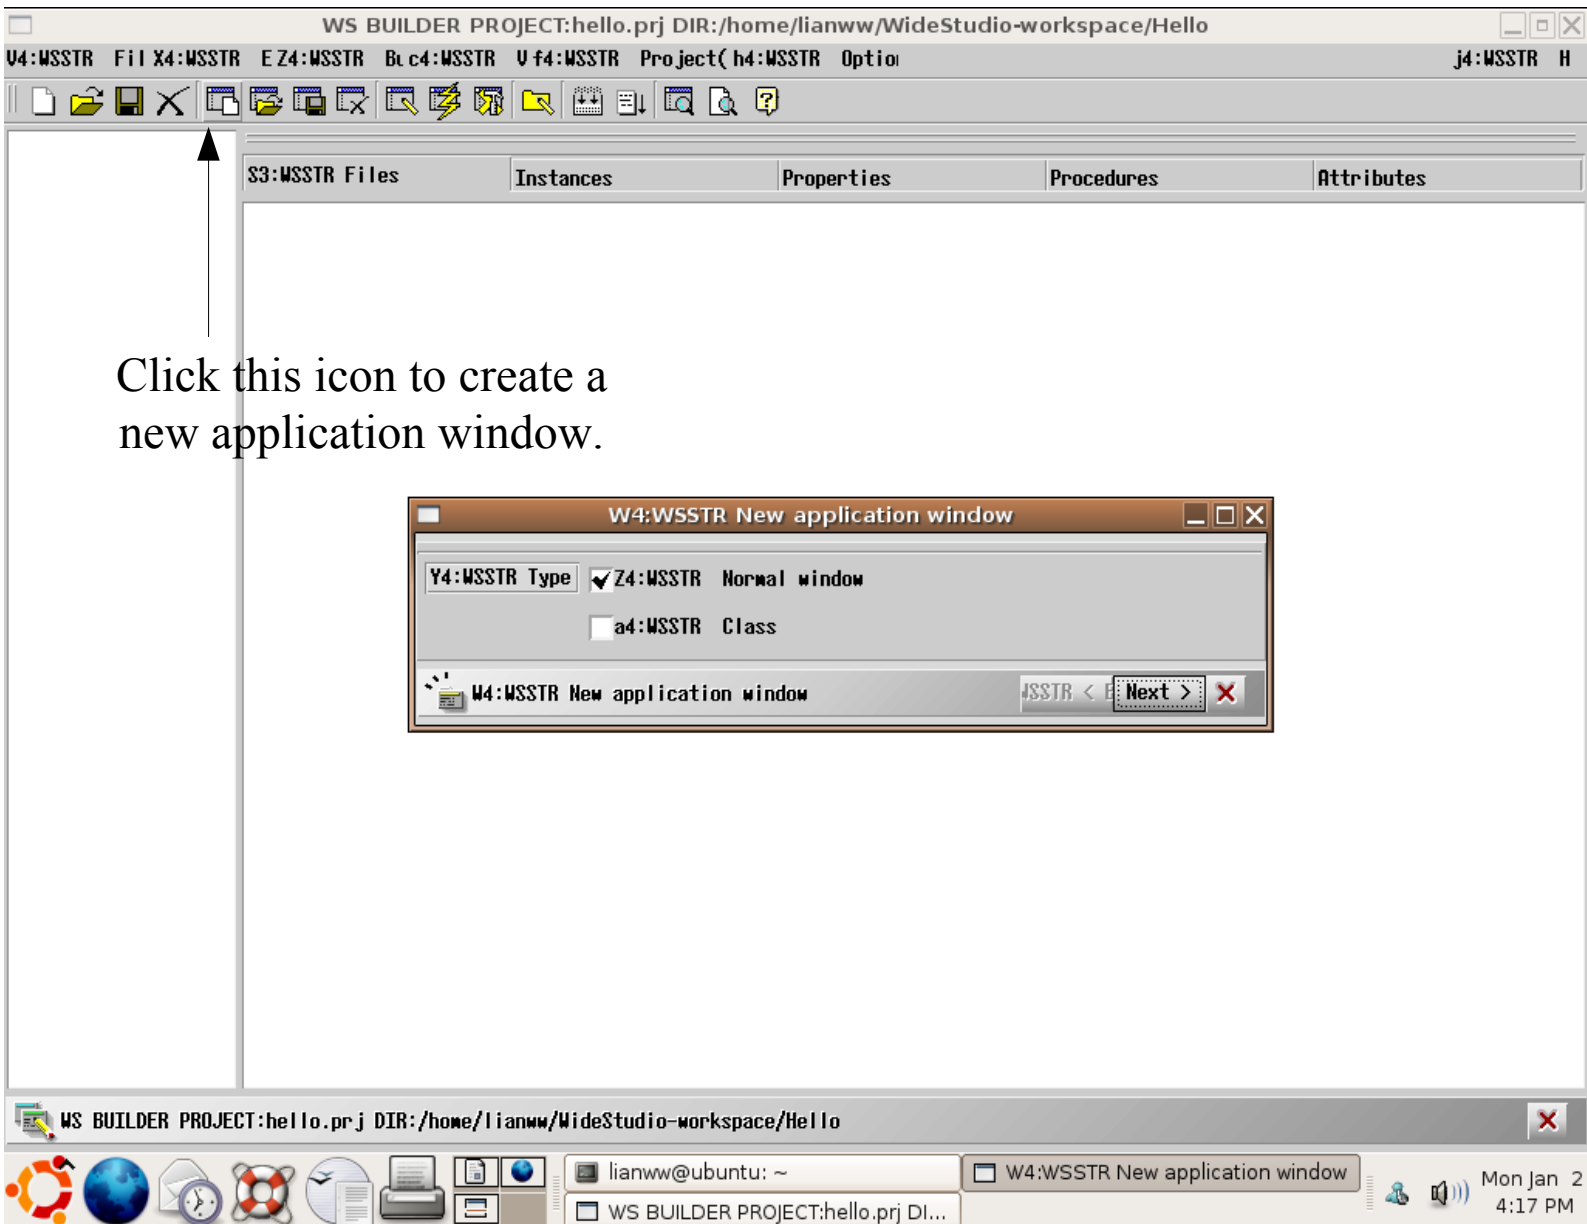 WS BUILDER PROJECT:hello.prj DIR:/home/lianww/WideStudio-workspace/Hello
V4:WSSTR Fil X4:WSSTR E Z4:WSSTR Bu c4:WSSTR V f4:WSSTR Project( h4:WSSTR Optio j4:WSSTR H
S3:WSSTR Files Instances Properties Procedures Attributes
Click this icon to create a
new application window.
W4:WSSTR New application window
Y4:WSSTR Type Z4:WSSTR Normal window
a4:WSSTR Class
W4:WSSTR New application window WSSTR < B Next >
WS BUILDER PROJECT:hello.prj DIR:/home/lianww/WideStudio-workspace/Hello
lianww@ubuntu: ~
W4:WSSTR New application window
WS BUILDER PROJECT:hello.prj DI...
Mon Jan 2
4:17 PM